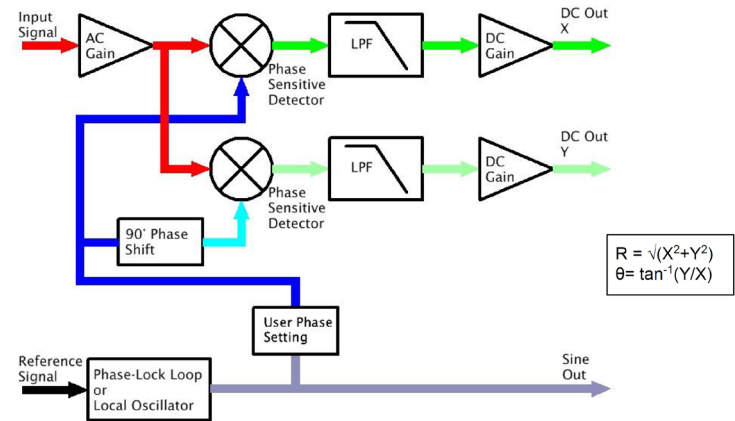 Input
Signal
AC
Gain
LPF
DC
Gain
DC Out
X
Phase
Sensitive
Detector
LPF
DC
Gain
DC Out
Y
Phase
Sensitive
Detector
90° Phase
Shift
R = √(X²+Y²)
θ= tan⁻¹(Y/X)
User Phase
Setting
Reference
Signal
Phase-Lock Loop
or
Local Oscillator
Sine
Out